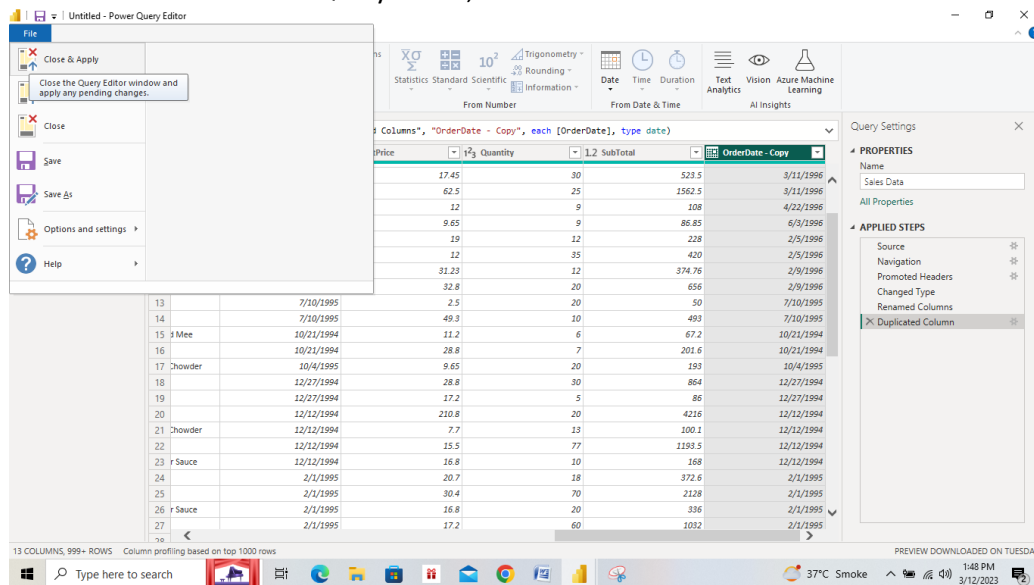 Untitled - Power Query Editor
File
Close & Apply
Close the Query Editor window and
apply any pending changes.
Close
Save
Save As
Options and settings
Help
Statistics Standard Scientific
10²
Trigonometry
Rounding
Information
From Number
Date Time Duration
From Date & Time
Text Analytics
Vision
Azure Machine Learning
AI Insights
d Columns", "OrderDate - Copy", each [OrderDate], type date)
Price 1²3 Quantity 1.2 SubTotal OrderDate - Copy
17.45 30 523.5 3/11/1996
62.5 25 1562.5 3/11/1996
12 9 108 4/22/1996
9.65 9 86.85 6/3/1996
19 12 228 2/5/1996
12 35 420 2/5/1996
31.23 12 374.76 2/9/1996
32.8 20 656 2/9/1996
13 7/10/1995 2.5 20 50 7/10/1995
14 7/10/1995 49.3 10 493 7/10/1995
15 d Mee 10/21/1994 11.2 6 67.2 10/21/1994
16 10/21/1994 28.8 7 201.6 10/21/1994
17 Chowder 10/4/1995 9.65 20 193 10/4/1995
18 12/27/1994 28.8 30 864 12/27/1994
19 12/27/1994 17.2 5 86 12/27/1994
20 12/12/1994 210.8 20 4216 12/12/1994
21 Chowder 12/12/1994 7.7 13 100.1 12/12/1994
22 12/12/1994 15.5 77 1193.5 12/12/1994
23 r Sauce 12/12/1994 16.8 10 168 12/12/1994
24 2/1/1995 20.7 18 372.6 2/1/1995
25 2/1/1995 30.4 70 2128 2/1/1995
26 r Sauce 2/1/1995 16.8 20 336 2/1/1995
27 2/1/1995 17.2 60 1032 2/1/1995
Query Settings
PROPERTIES
Name
Sales Data
All Properties
APPLIED STEPS
Source
Navigation
Promoted Headers
Changed Type
Renamed Columns
Duplicated Column
13 COLUMNS, 999+ ROWS Column profiling based on top 1000 rows
PREVIEW DOWNLOADED ON TUESDA
Type here to search
37°C Smoke
1:48 PM
3/12/2023